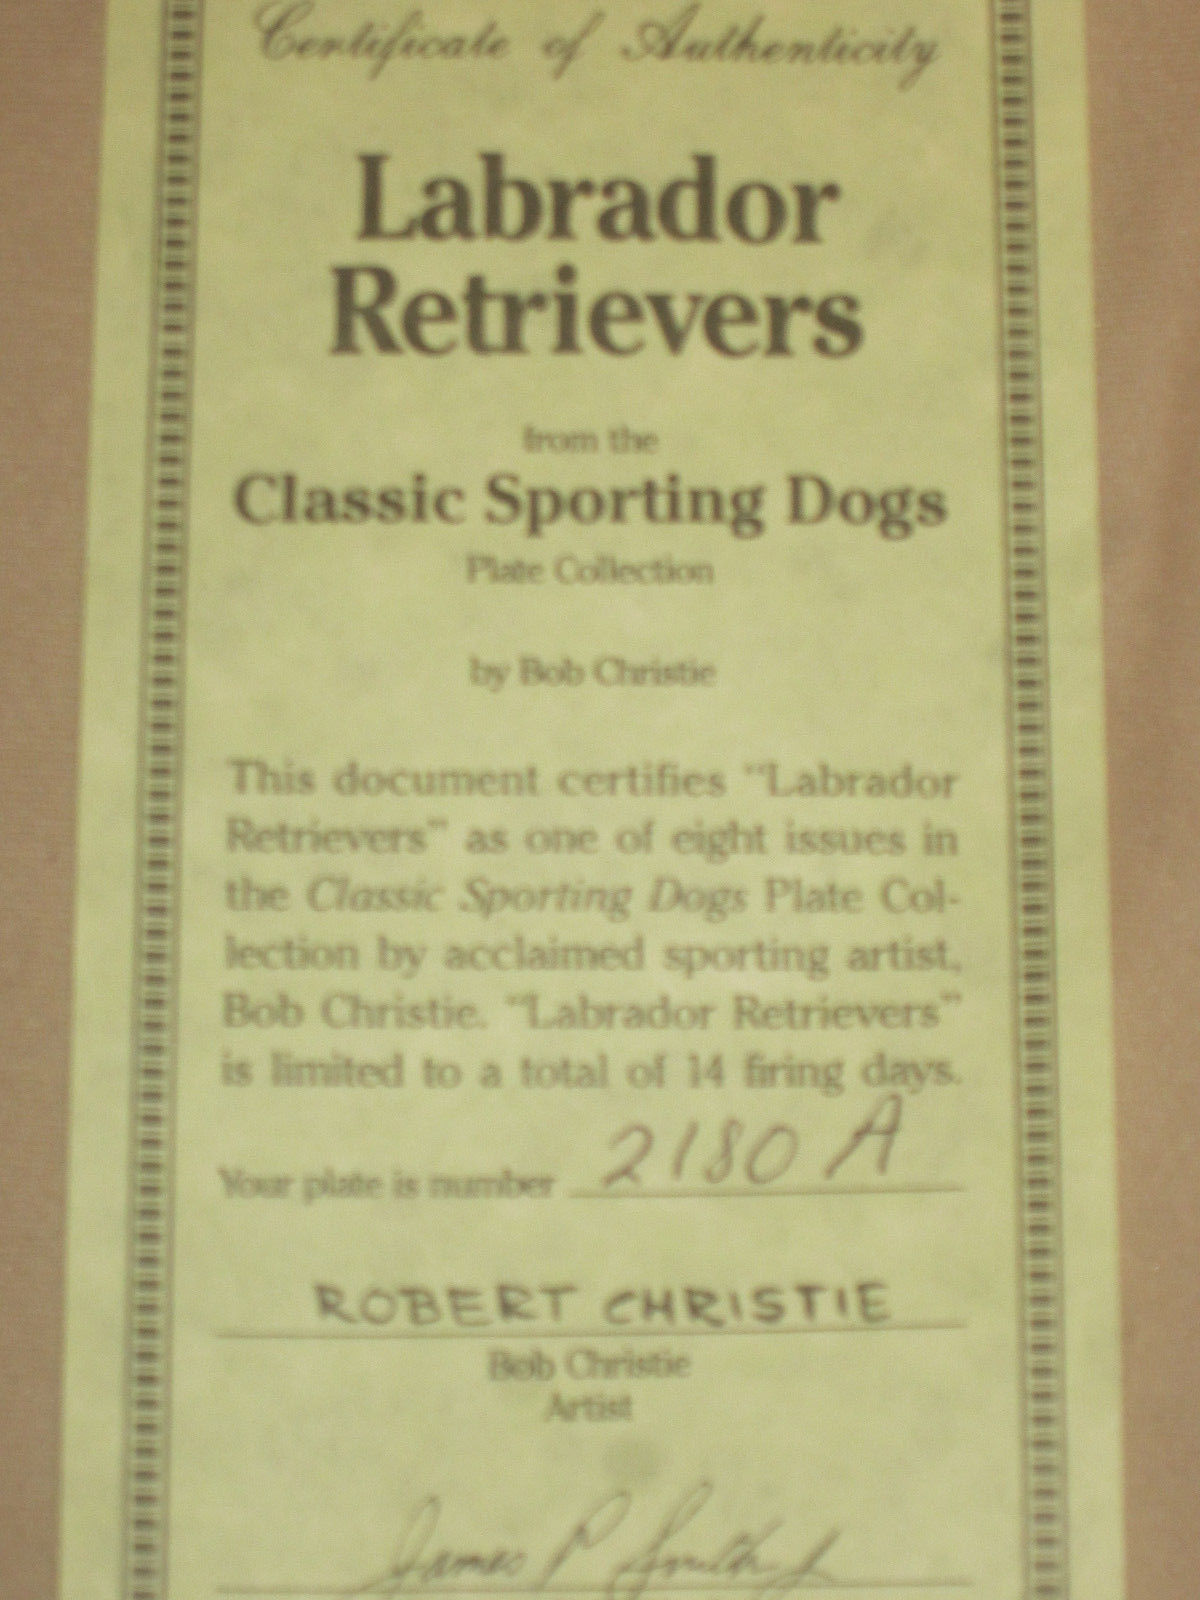 Certificate of Authenticity
Labrador
Retrievers
from the
Classic Sporting Dogs
Plate Collection
by Bob Christie
This document certifies "Labrador
Retrievers" as one of eight issues in
the Classic Sporting Dogs Plate Col-
lection by acclaimed sporting artist,
Bob Christie. "Labrador Retrievers"
is limited to a total of 14 firing days.
Your plate is number 2180 A
ROBERT CHRISTIE
Bob Christie
Artist
James P Smith Jr